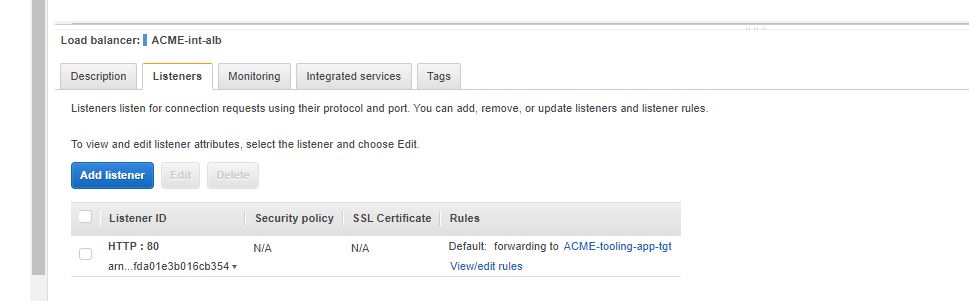 Load balancer: ACME-int-alb
Description Listeners Monitoring Integrated services Tags
Listeners listen for connection requests using their protocol and port. You can add, remove, or update listeners and listener rules.
To view and edit listener attributes, select the listener and choose Edit.
Add listener Edit Delete
Listener ID Security policy SSL Certificate Rules
HTTP : 80 N/A N/A Default: forwarding to ACME-tooling-app-tgt
arn...fda01e3b016cb354 View/edit rules